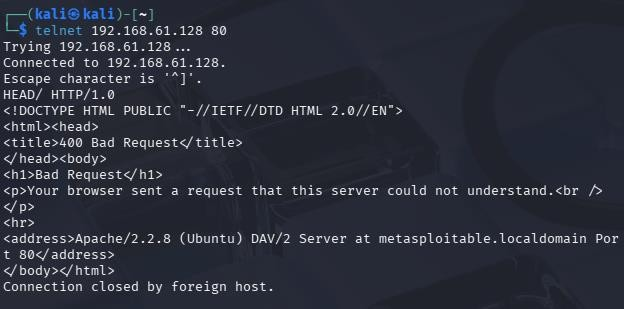 ┌──(kali㉿kali)-[~]
└─$ telnet 192.168.61.128 80
Trying 192.168.61.128...
Connected to 192.168.61.128.
Escape character is '^]'.
HEAD/ HTTP/1.0
<!DOCTYPE HTML PUBLIC "-//IETF//DTD HTML 2.0//EN">
<html><head>
<title>400 Bad Request</title>
</head><body>
<h1>Bad Request</h1>
<p>Your browser sent a request that this server could not understand.<br />
</p>
<hr>
<address>Apache/2.2.8 (Ubuntu) DAV/2 Server at metasploitable.localdomain Por
t 80</address>
</body></html>
Connection closed by foreign host.